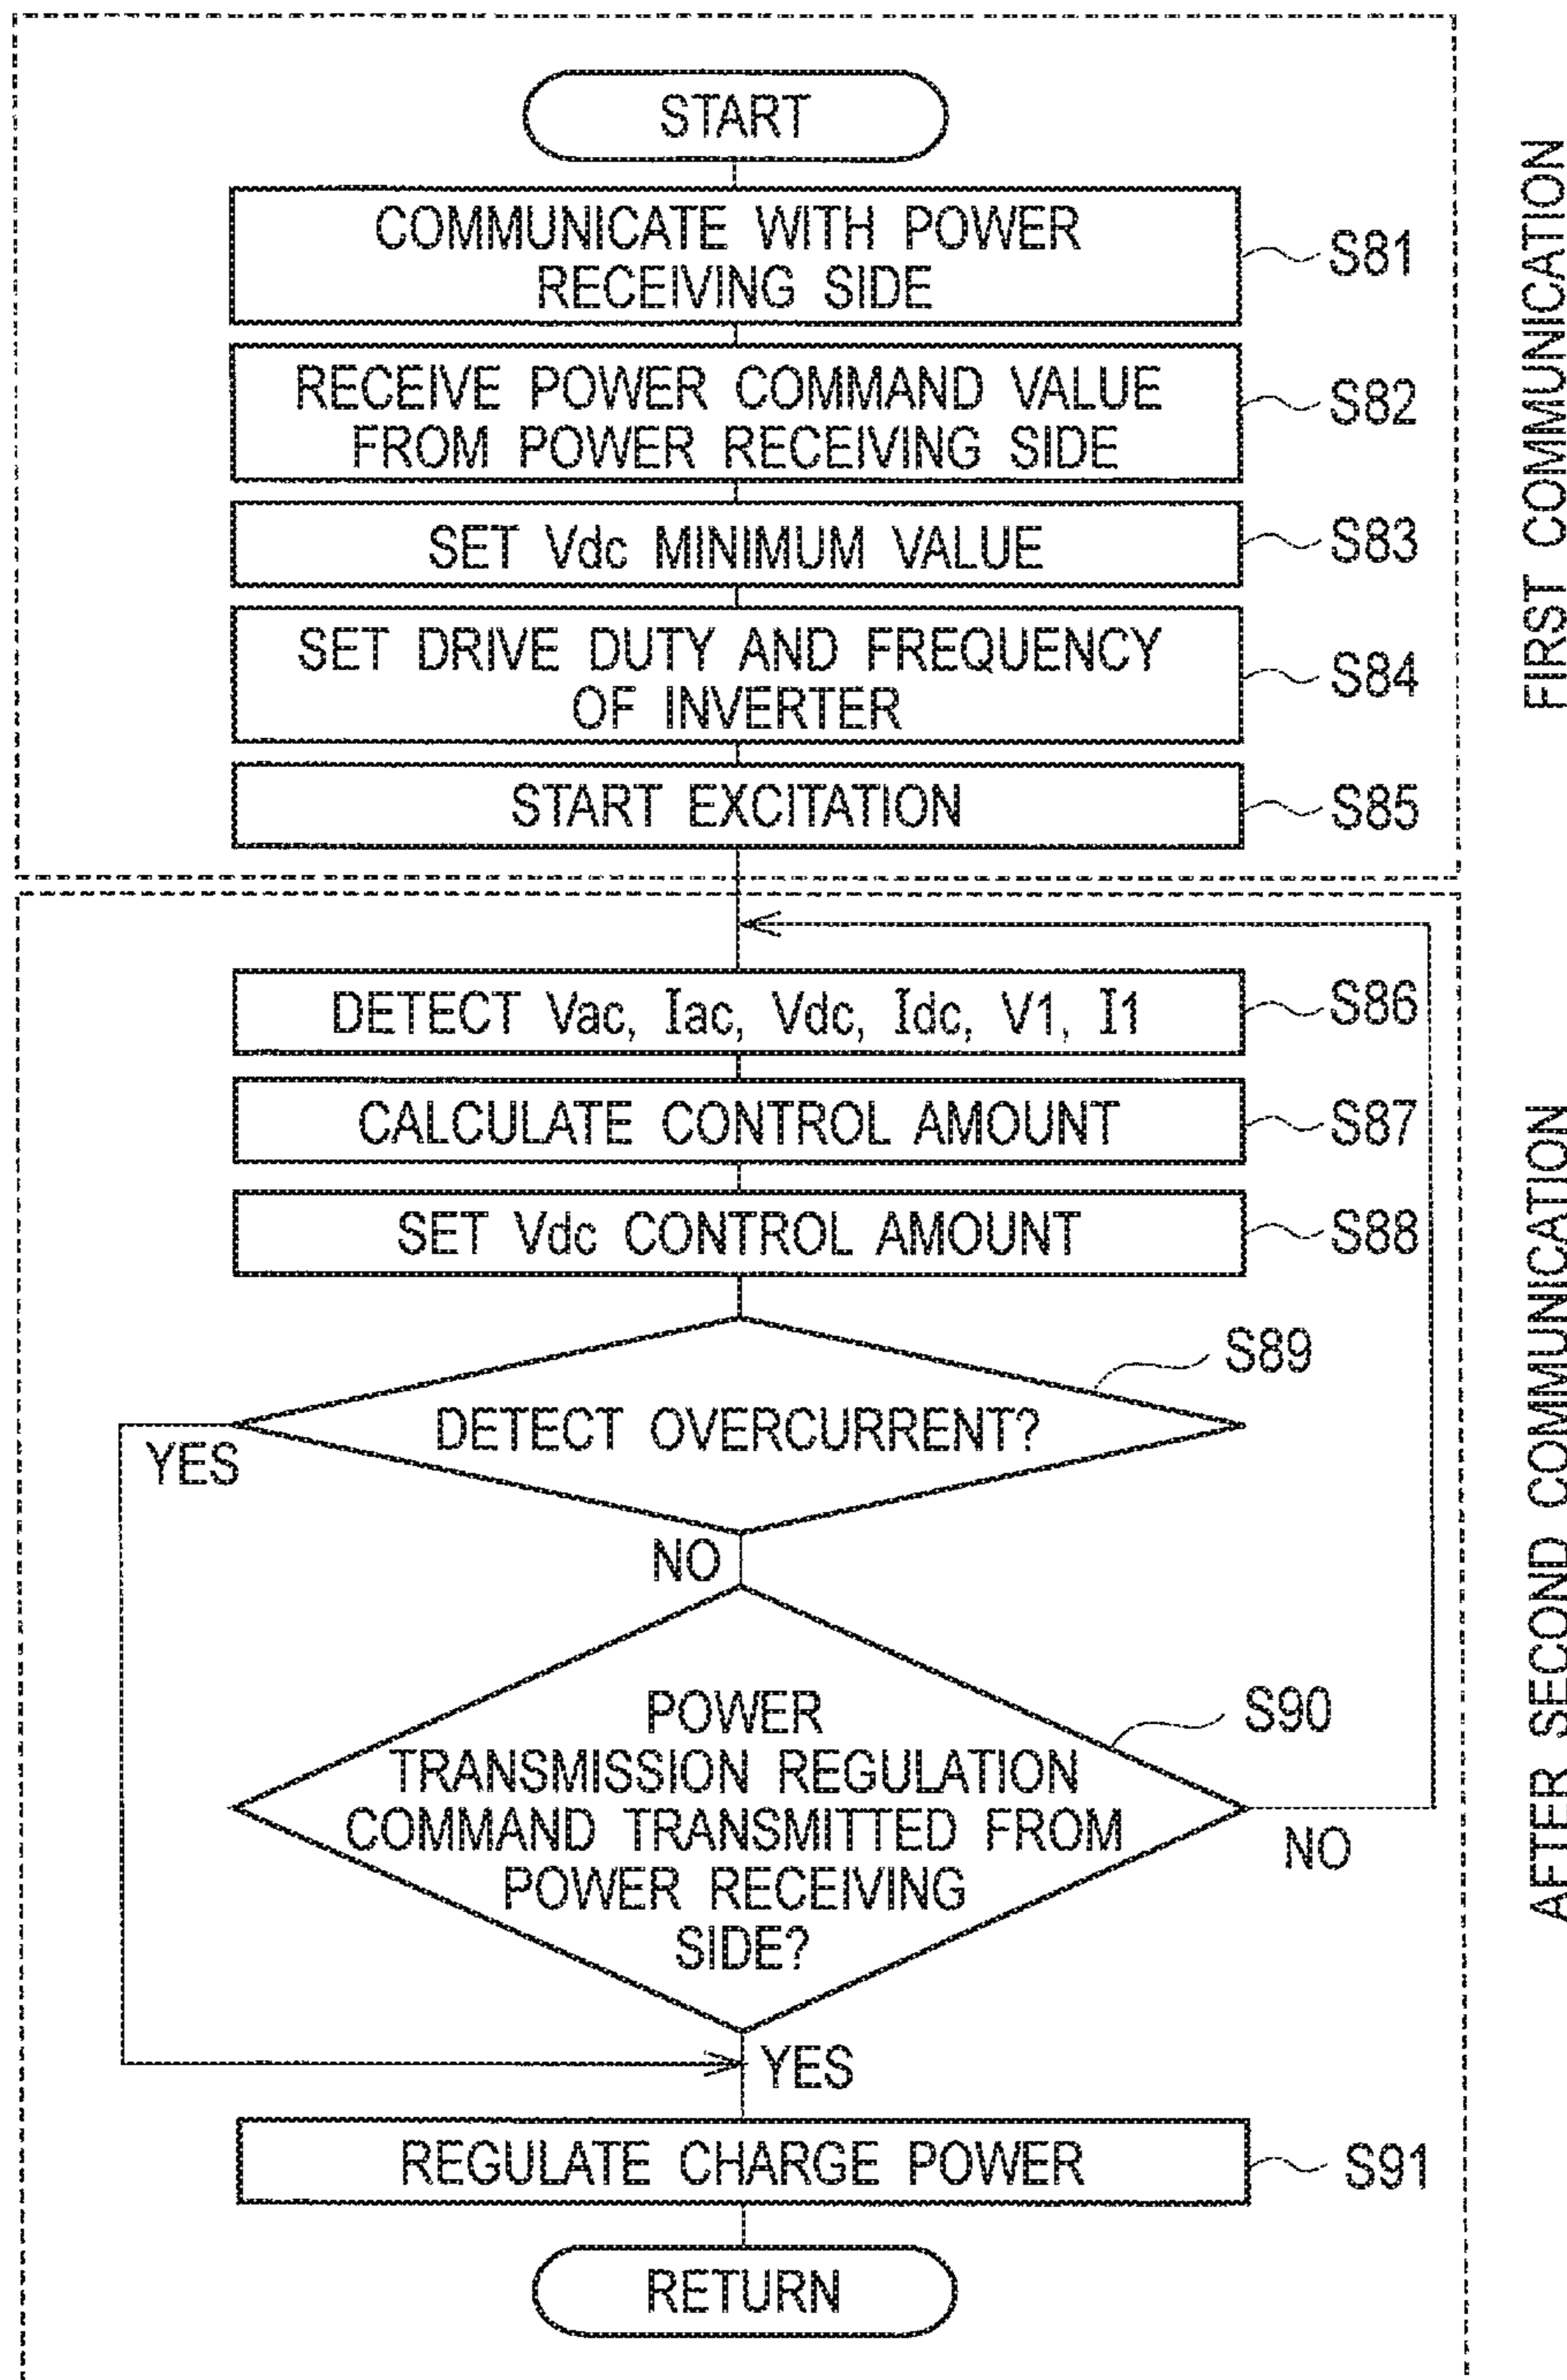 START
COMMUNICATE WITH POWER
RECEIVING SIDE
S81
RECEIVE POWER COMMAND VALUE
FROM POWER RECEIVING SIDE
S82
SET Vdc MINIMUM VALUE
S83
SET DRIVE DUTY AND FREQUENCY
OF INVERTER
S84
START EXCITATION
S85
FIRST COMMUNICATION
DETECT Vac, Iac, Vdc, Idc, V1, I1
S86
CALCULATE CONTROL AMOUNT
S87
SET Vdc CONTROL AMOUNT
S88
DETECT OVERCURRENT?
S89
YES
NO
POWER
TRANSMISSION REGULATION
COMMAND TRANSMITTED FROM
POWER RECEIVING
SIDE?
S90
NO
YES
REGULATE CHARGE POWER
S91
RETURN
AFTER SECOND COMMUNICATION